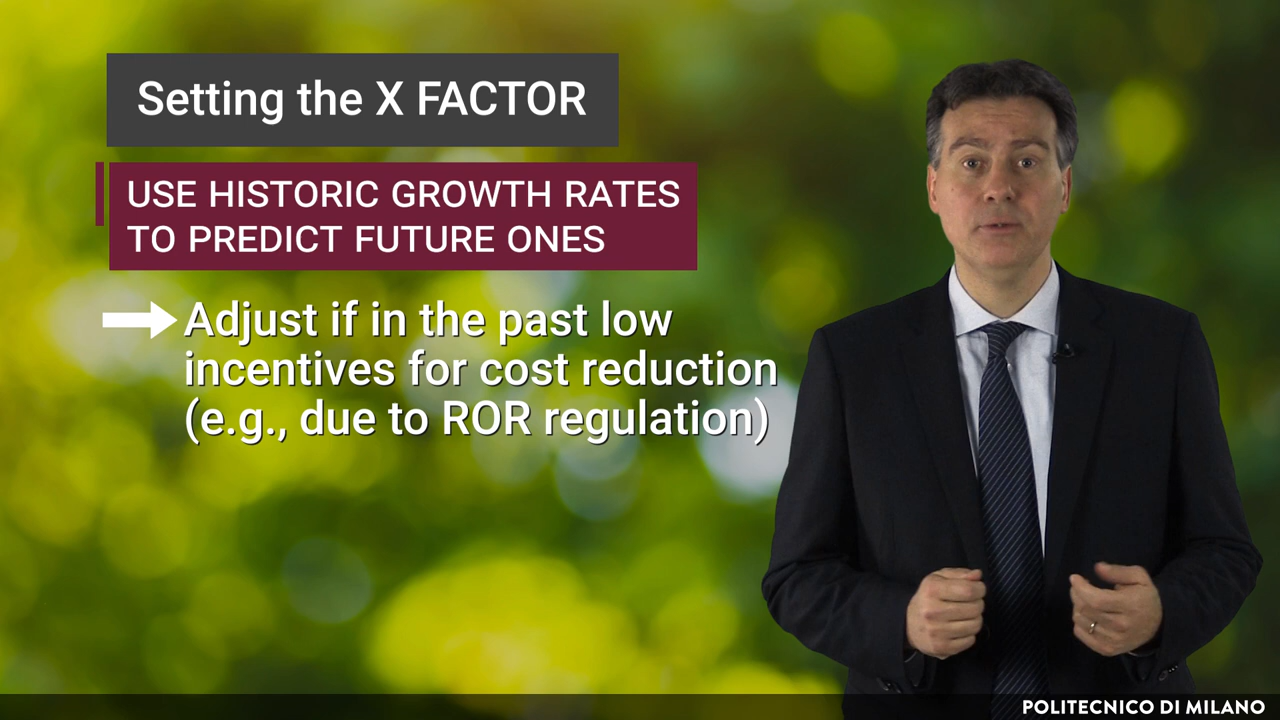 Setting the X FACTOR
USE HISTORIC GROWTH RATES
TO PREDICT FUTURE ONES
Adjust if in the past low
incentives for cost reduction
(e.g., due to ROR regulation)
POLITECNICO DI MILANO